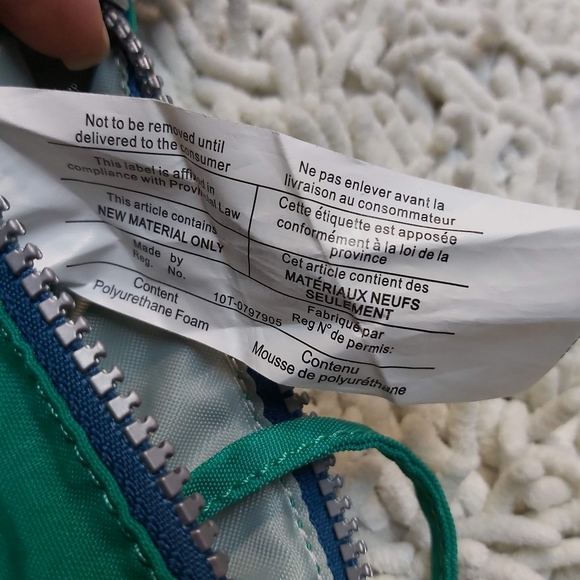 Not to be removed until
delivered to the consumer
This label is affixed in
compliance with Provincial Law
This article contains
NEW MATERIAL ONLY
Made by
Reg. No.
10T-0797905
Content
Polyurethane Foam
Ne pas enlever avant la
livraison au consommateur
Cette étiquette est apposée
conformément à la loi de la
province
Cet article contient des
MATÉRIAUX NEUFS
SEULEMENT
Fabriqué par
Reg N° de permis:
Contenu
Mousse de polyuréthane